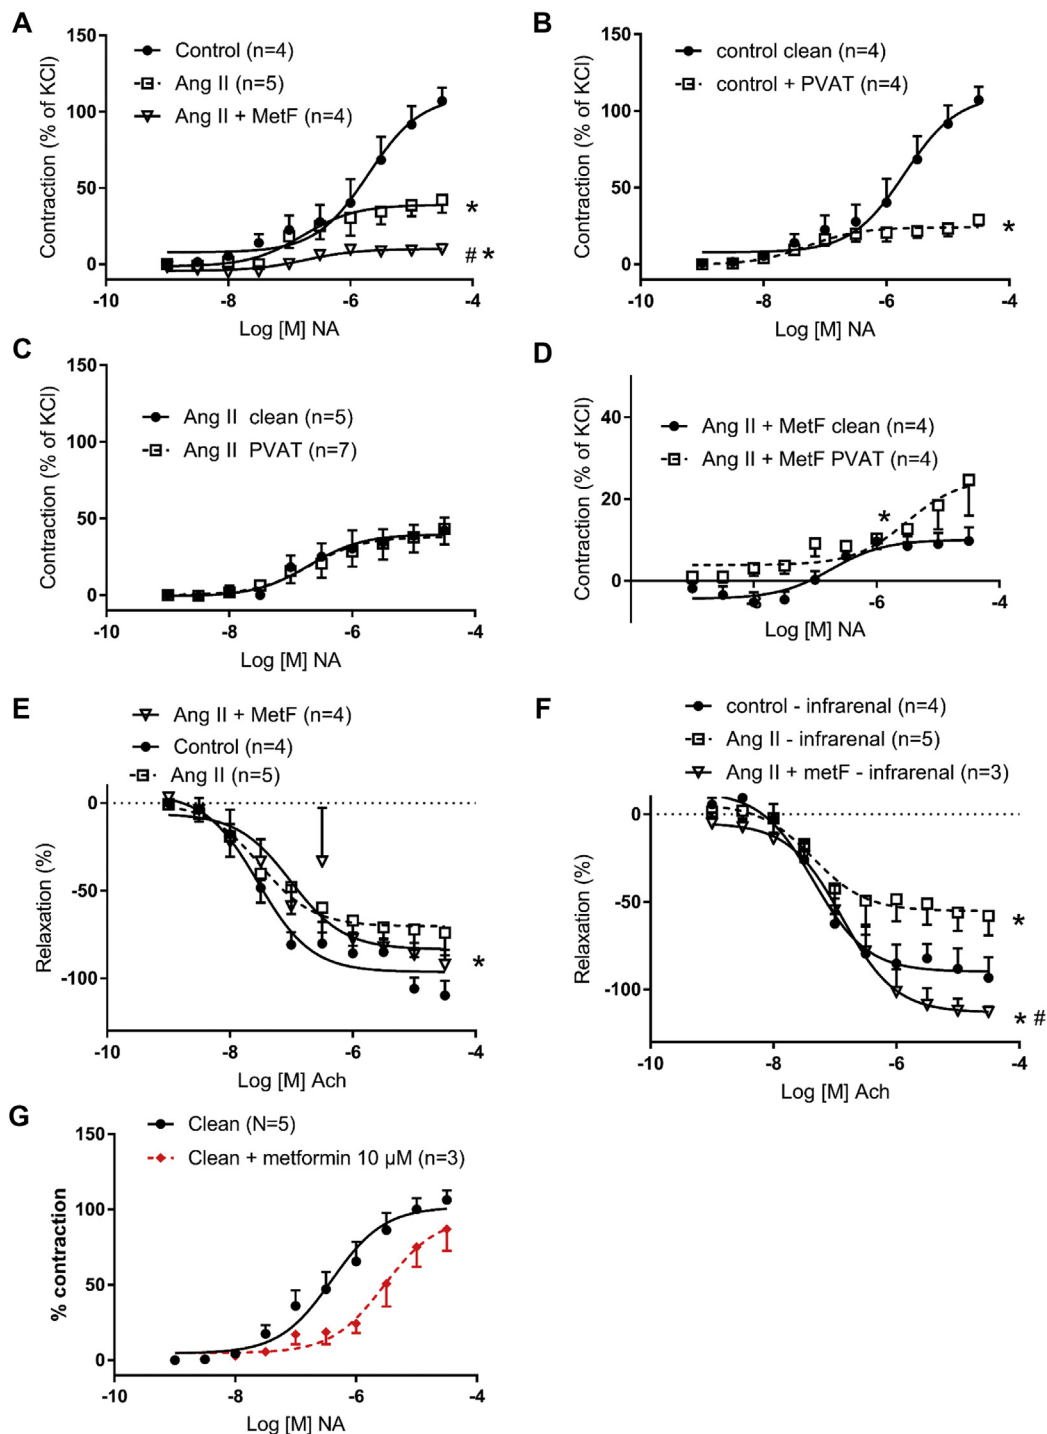 A
Control (n=4)
Ang II (n=5)
Ang II + MetF (n=4)
150
100
50
0
Contraction (% of KCl)
*
# *
-10
-8
-6
-4
Log [M] NA
B
control clean (n=4)
control + PVAT (n=4)
150
100
50
0
Contraction (% of KCl)
*
-10
-8
-6
-4
Log [M] NA
C
Ang II clean (n=5)
Ang II PVAT (n=7)
150
100
50
0
Contraction (% of KCl)
-10
-8
-6
-4
Log [M] NA
D
Ang II + MetF clean (n=4)
Ang II + MetF PVAT (n=4)
40
20
0
Contraction (% of KCl)
*
-8
-6
-4
Log [M] NA
E
Ang II + MetF (n=4)
Control (n=4)
Ang II (n=5)
0
-50
-100
Relaxation (%)
*
-10
-8
-6
-4
Log [M] Ach
F
control - infrarenal (n=4)
Ang II - infrarenal (n=5)
Ang II + metF - infrarenal (n=3)
0
-50
-100
Relaxation (%)
*
* #
-10
-8
-6
-4
Log [M] Ach
G
Clean (N=5)
Clean + metformin 10 µM (n=3)
150
100
50
0
% contraction
-10
-8
-6
-4
Log [M] NA